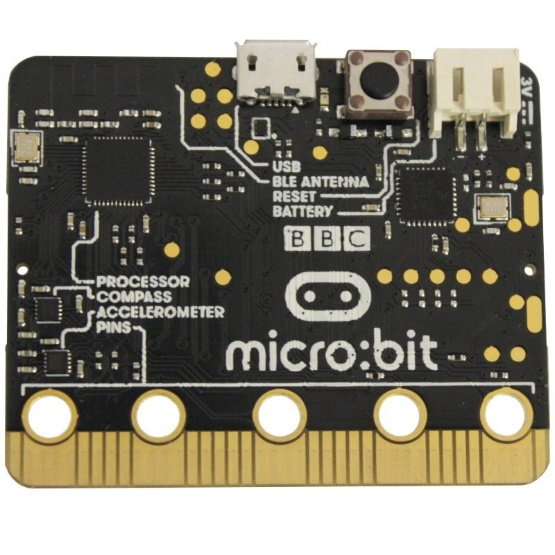 3V
USB
BLE ANTENNA
RESET
BATTERY
BBC
PROCESSOR
COMPASS
ACCELEROMETER
PINS
micro:bit